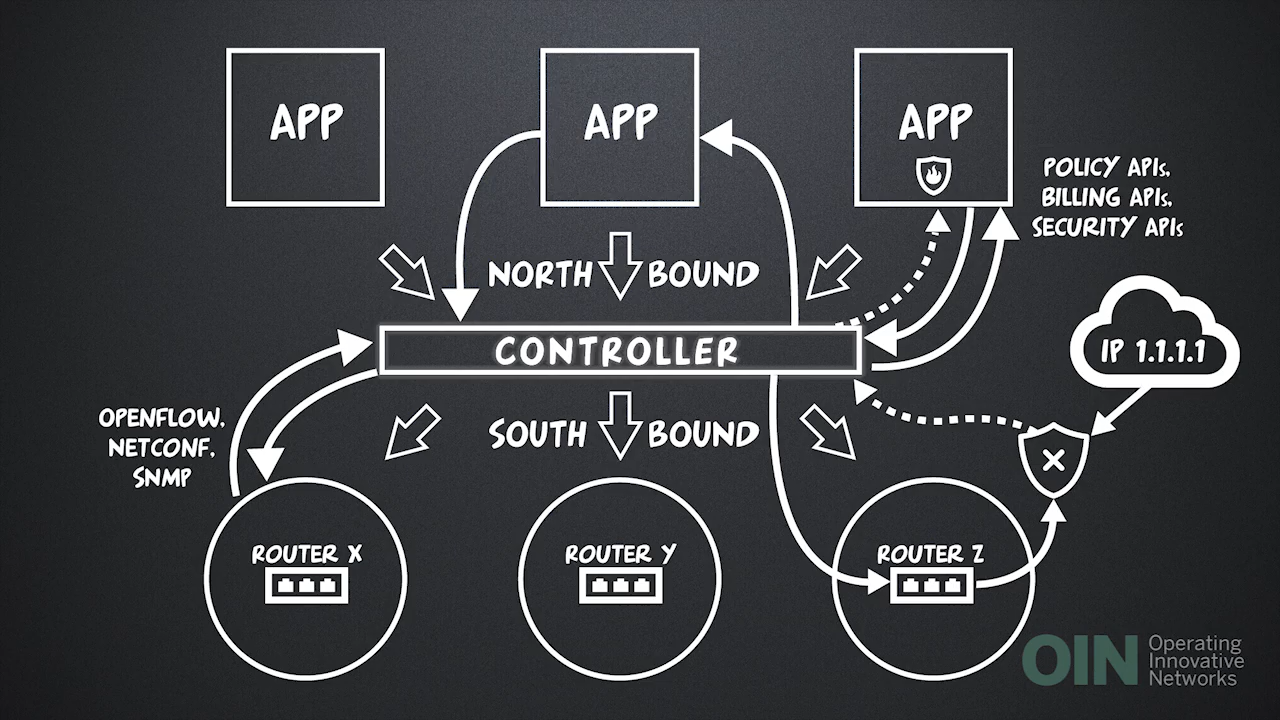 APP
APP
APP
POLICY APIs,
BILLING APIs,
SECURITY APIs
NORTH BOUND
CONTROLLER
IP 1.1.1.1
OPENFLOW,
NETCONF,
SNMP
SOUTH BOUND
ROUTER X
ROUTER Y
ROUTER Z
OIN
Operating
Innovative
Networks